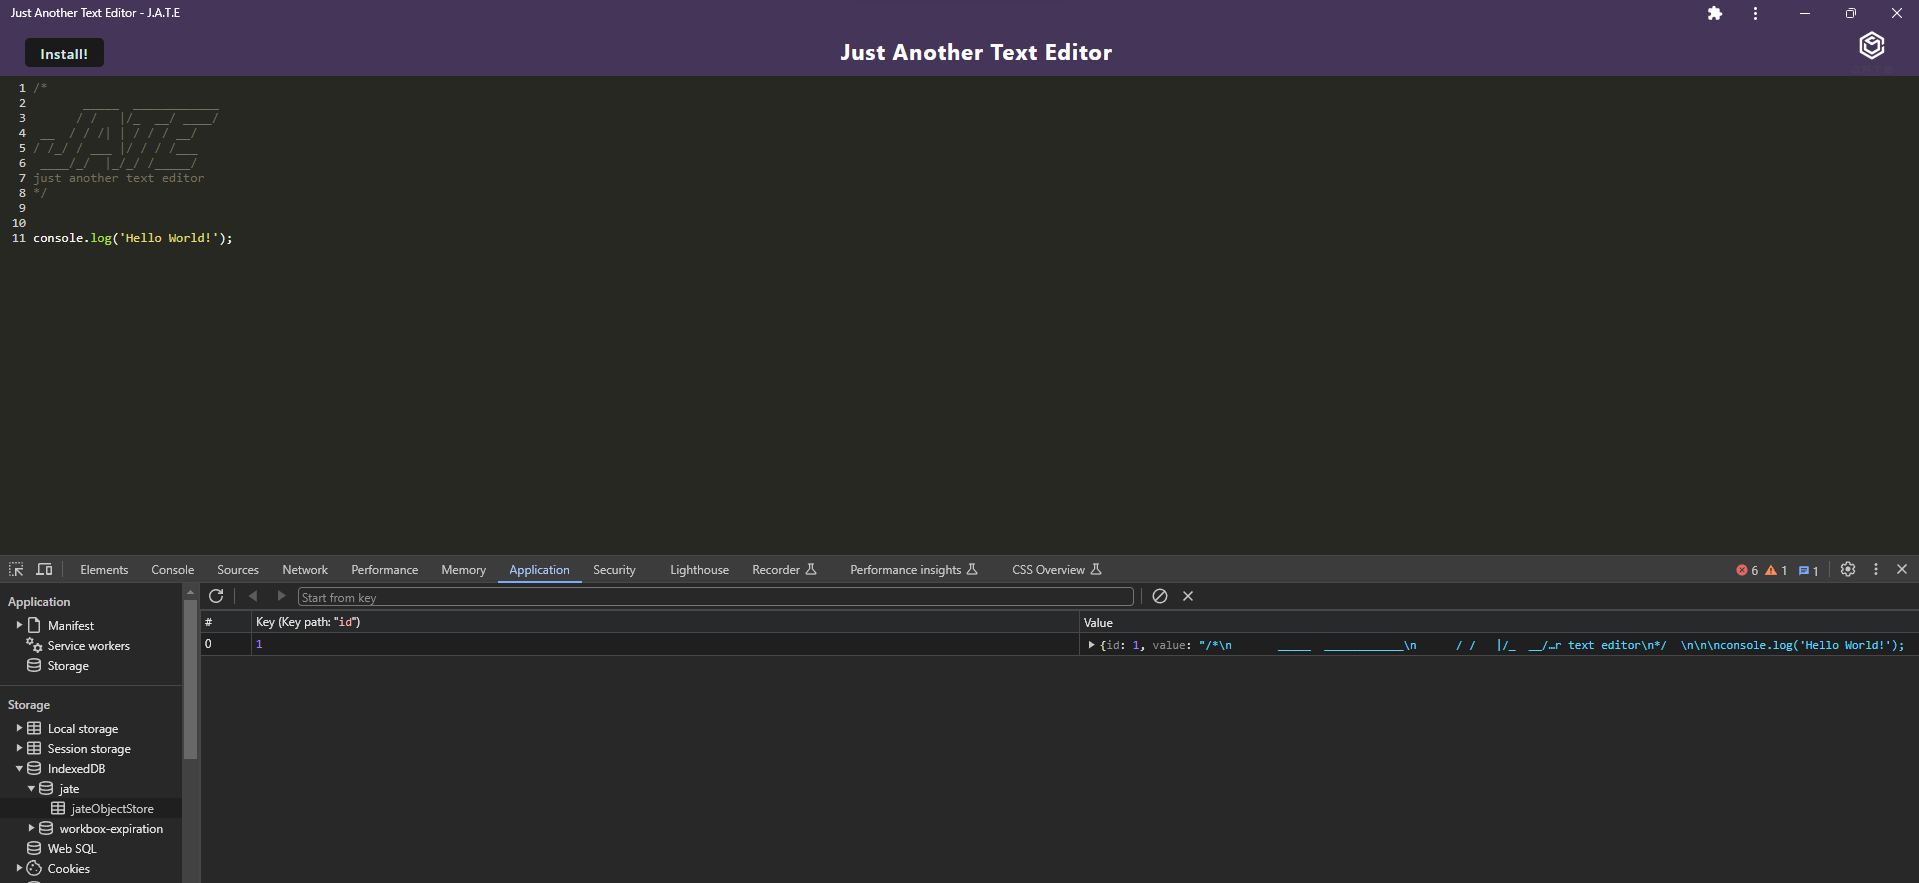 Just Another Text Editor - J.A.T.E
Install!
Just Another Text Editor
1 /*
2        _____  ____________
3       / /   |/_  __/ ____/
4  __  / / /| | / / / __/
5 / /_/ / ___ |/ / / /___
6  ____/_/  |_/_/ /_____/
7 just another text editor
8 */
9
10
11 console.log('Hello World!');
Elements Console Sources Network Performance Memory Application Security Lighthouse Recorder Performance insights CSS Overview 6 1 1
Application
Manifest
Service workers
Storage
Storage
Local storage
Session storage
IndexedDB
jate
jateObjectStore
workbox-expiration
Web SQL
Cookies
Start from key
# Key (Key path: "id") Value
0 1 {id: 1, value: "/*\n       _____  ____________\n      / /   |/_  __/…r text editor\n*/  \n\n\nconsole.log('Hello World!');